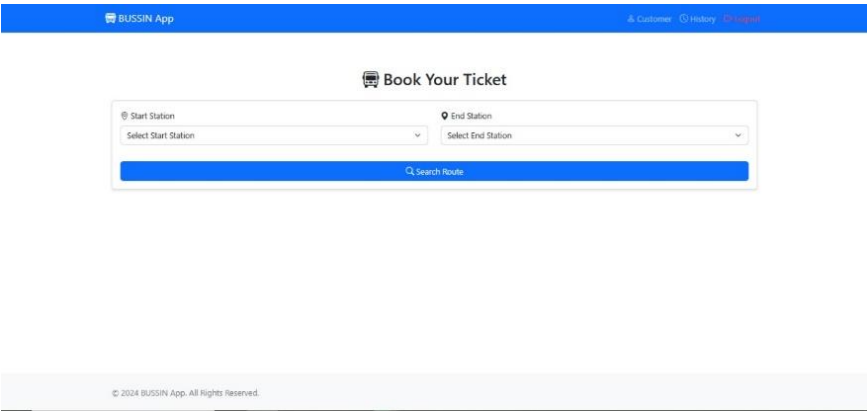 BUSSIN App
Customer History Logout
Book Your Ticket
Start Station End Station
Select Start Station Select End Station
Search Route
© 2024 BUSSIN App. All Rights Reserved.